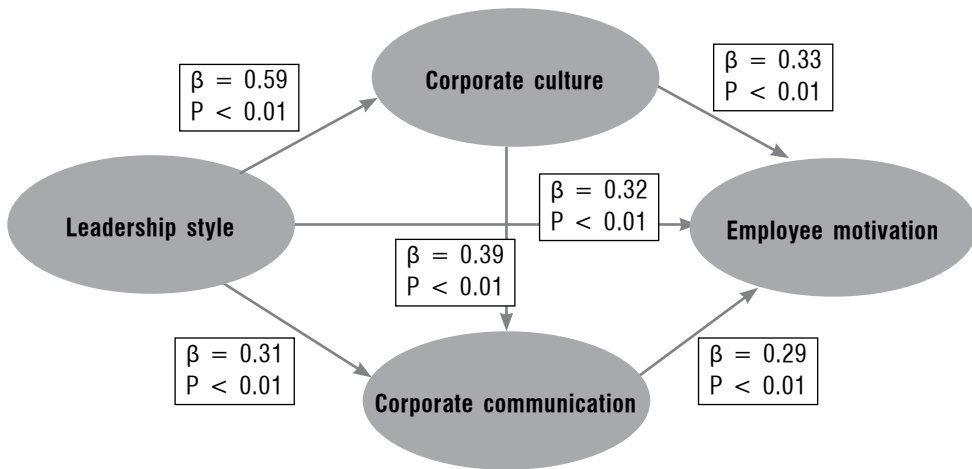 β = 0.59
P < 0.01
Corporate culture
β = 0.33
P < 0.01
Leadership style
β = 0.32
P < 0.01
Employee motivation
β = 0.39
P < 0.01
β = 0.31
P < 0.01
Corporate communication
β = 0.29
P < 0.01